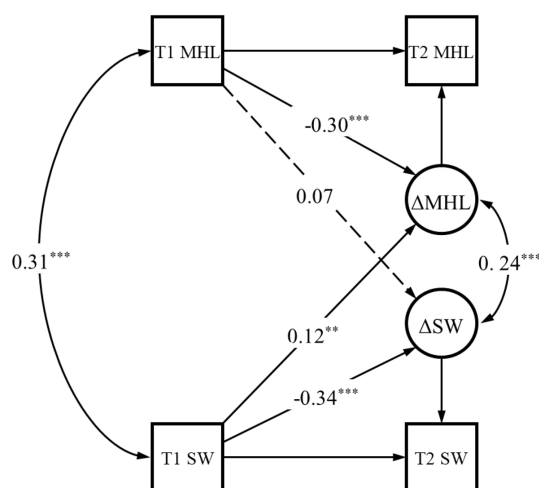 T1 MHL
T2 MHL
-0.30***
0.07
ΔMHL
0.31***
0. 24***
ΔSW
0.12**
-0.34***
T1 SW
T2 SW